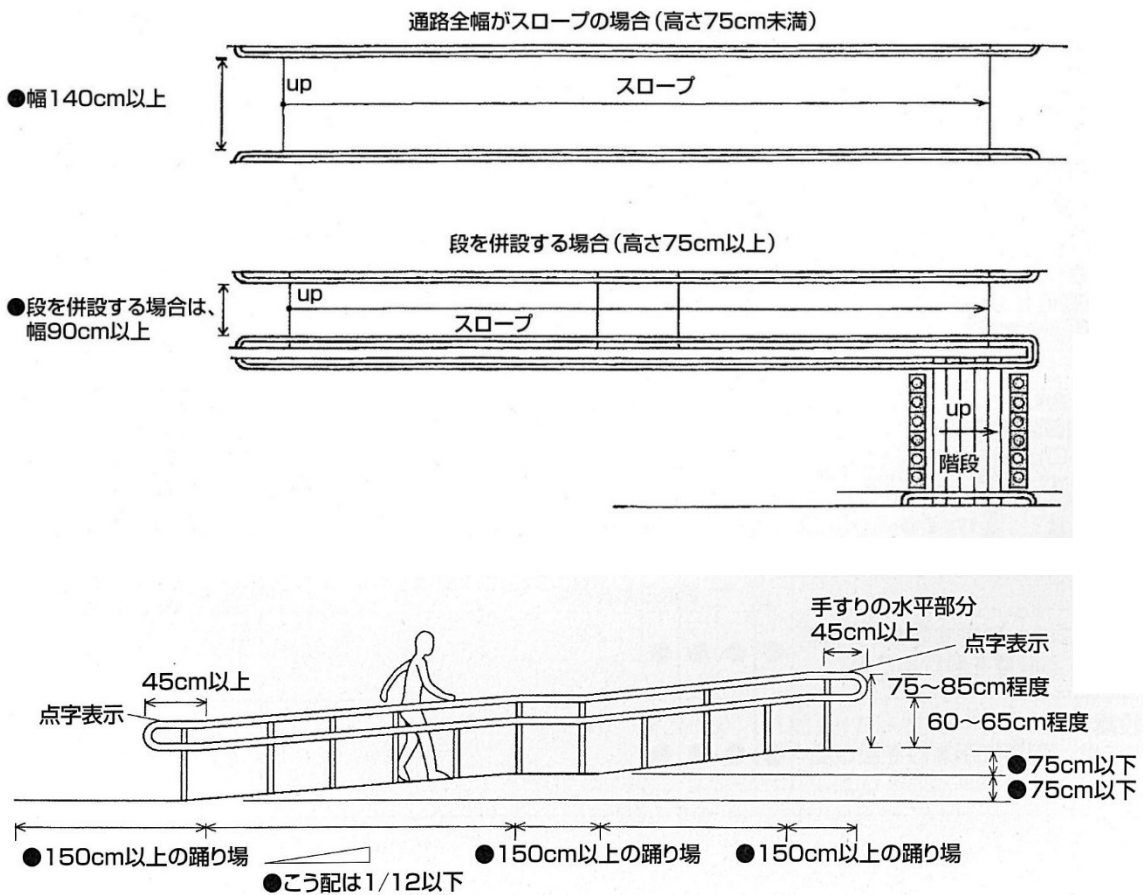 通路全幅がスロープの場合(高さ75cm未満)
●幅140cm以上
up
スロープ
段を併設する場合(高さ75cm以上)
●段を併設する場合は、
幅90cm以上
up
スロープ
up
階段
手すりの水平部分
45cm以上
点字表示
45cm以上
点字表示
75～85cm程度
60～65cm程度
●75cm以下
●75cm以下
●150cm以上の踊り場
●こう配は1/12以下
●150cm以上の踊り場
●150cm以上の踊り場